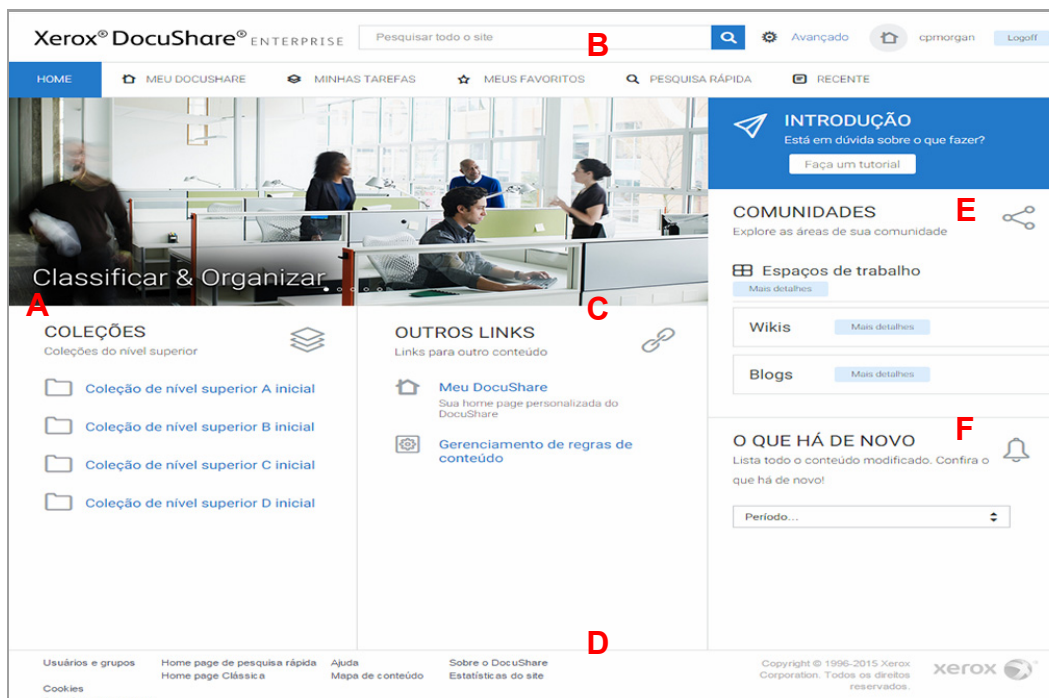 Xerox® DocuShare® ENTERPRISE
Pesquisar todo o site
B
Avançado
cpmorgan
Logoff
HOME
MEU DOCUSHARE
MINHAS TAREFAS
MEUS FAVORITOS
PESQUISA RÁPIDA
RECENTE
Classificar & Organizar
INTRODUÇÃO
Está em dúvida sobre o que fazer?
Faça um tutorial
E
COMUNIDADES
Explore as áreas de sua comunidade
Espaços de trabalho
Mais detalhes
Wikis
Mais detalhes
Blogs
Mais detalhes
A
COLEÇÕES
Coleções do nível superior
Coleção de nível superior A inicial
Coleção de nível superior B inicial
Coleção de nível superior C inicial
Coleção de nível superior D inicial
C
OUTROS LINKS
Links para outro conteúdo
Meu DocuShare
Sua home page personalizada do
DocuShare
Gerenciamento de regras de
conteúdo
F
O QUE HÁ DE NOVO
Lista todo o conteúdo modificado. Confira o
que há de novo!
Período...
D
Usuários e grupos
Cookies
Home page de pesquisa rápida
Home page Clássica
Ajuda
Mapa de conteúdo
Sobre o DocuShare
Estatísticas do site
Copyright © 1996-2015 Xerox
Corporation. Todos os direitos
reservados.
xerox